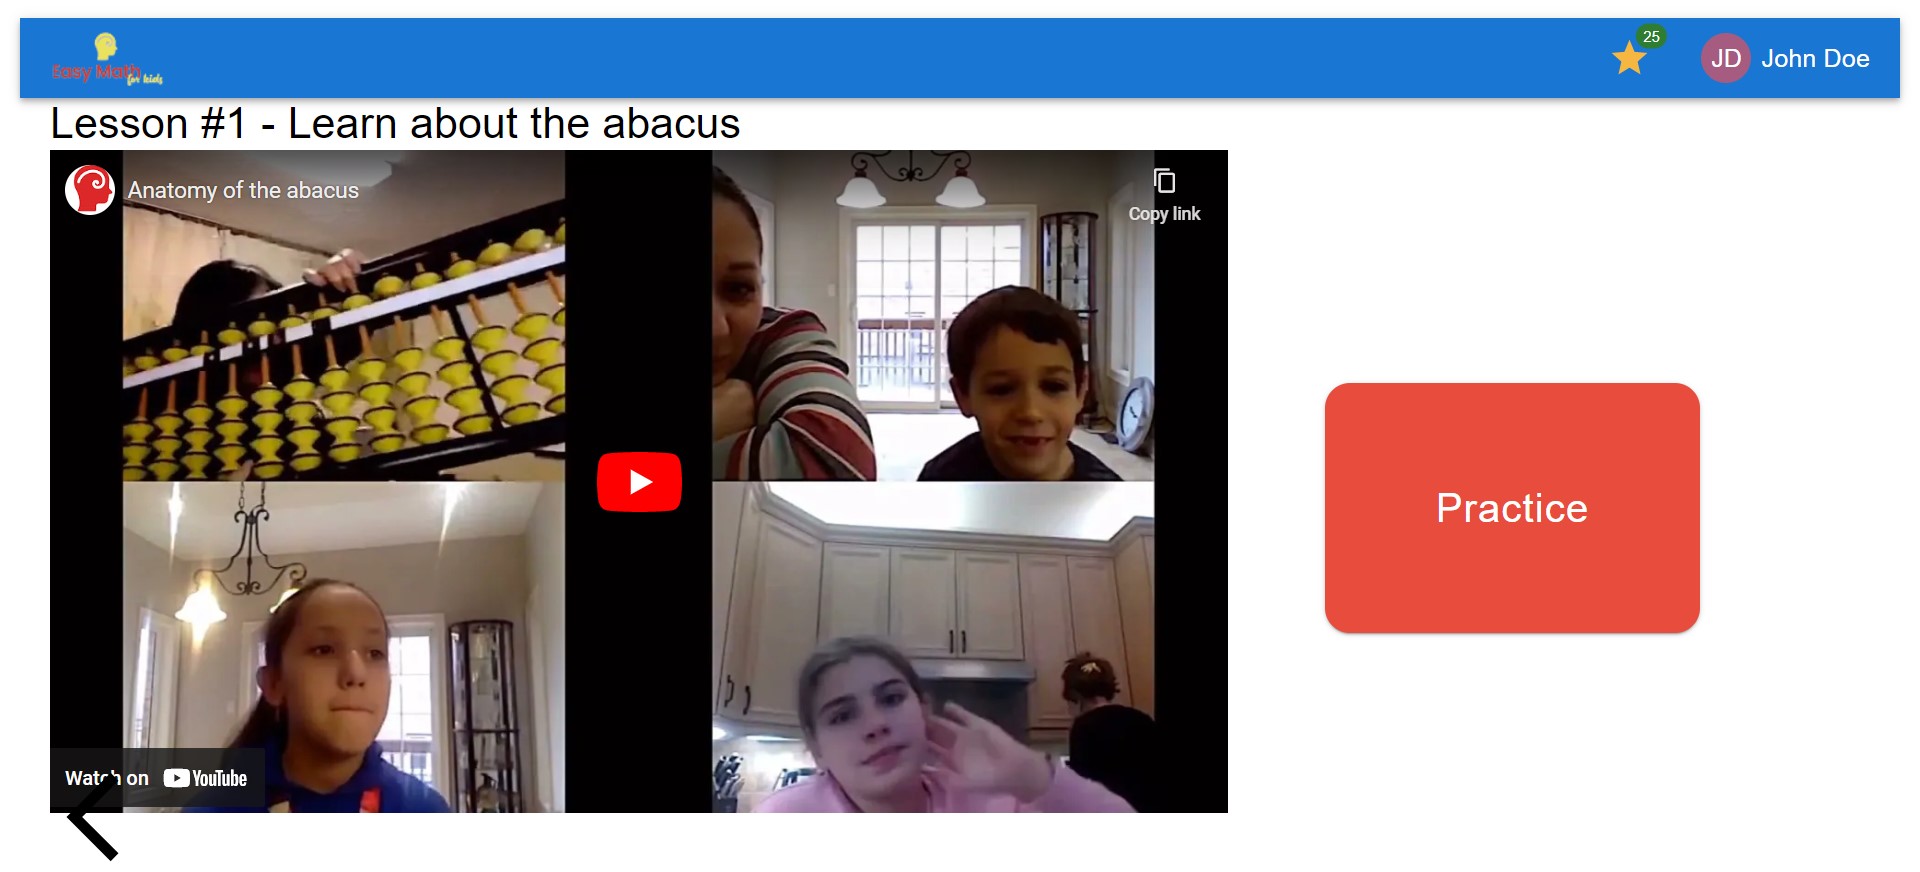 Easy Math
for kids
25
JD John Doe
Lesson #1 - Learn about the abacus
Anatomy of the abacus
Copy link
Practice
Watch on YouTube